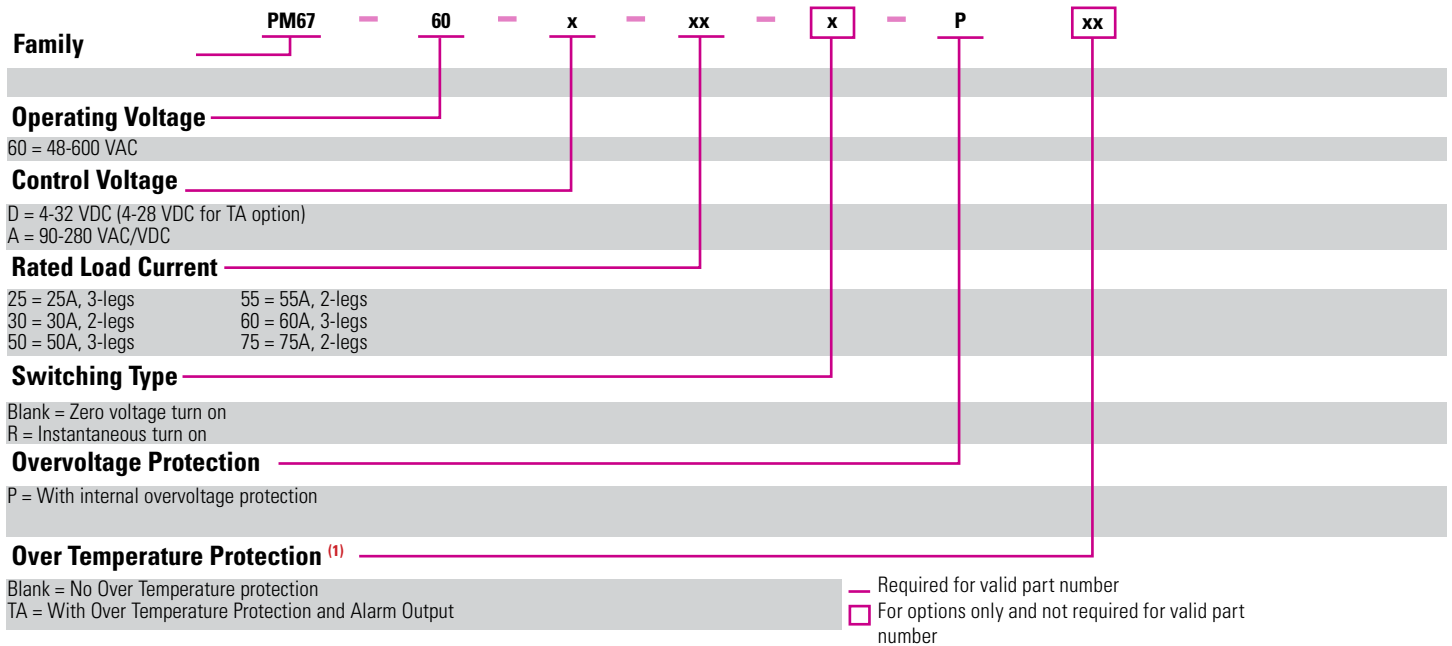 PM67 – 60 – x – xx – x – P xx
Family
Operating Voltage
60 = 48-600 VAC
Control Voltage
D = 4-32 VDC (4-28 VDC for TA option)
A = 90-280 VAC/VDC
Rated Load Current
25 = 25A, 3-legs 55 = 55A, 2-legs
30 = 30A, 2-legs 60 = 60A, 3-legs
50 = 50A, 3-legs 75 = 75A, 2-legs
Switching Type
Blank = Zero voltage turn on
R = Instantaneous turn on
Overvoltage Protection
P = With internal overvoltage protection
Over Temperature Protection (1)
Blank = No Over Temperature protection
TA = With Over Temperature Protection and Alarm Output
Required for valid part number
For options only and not required for valid part
number